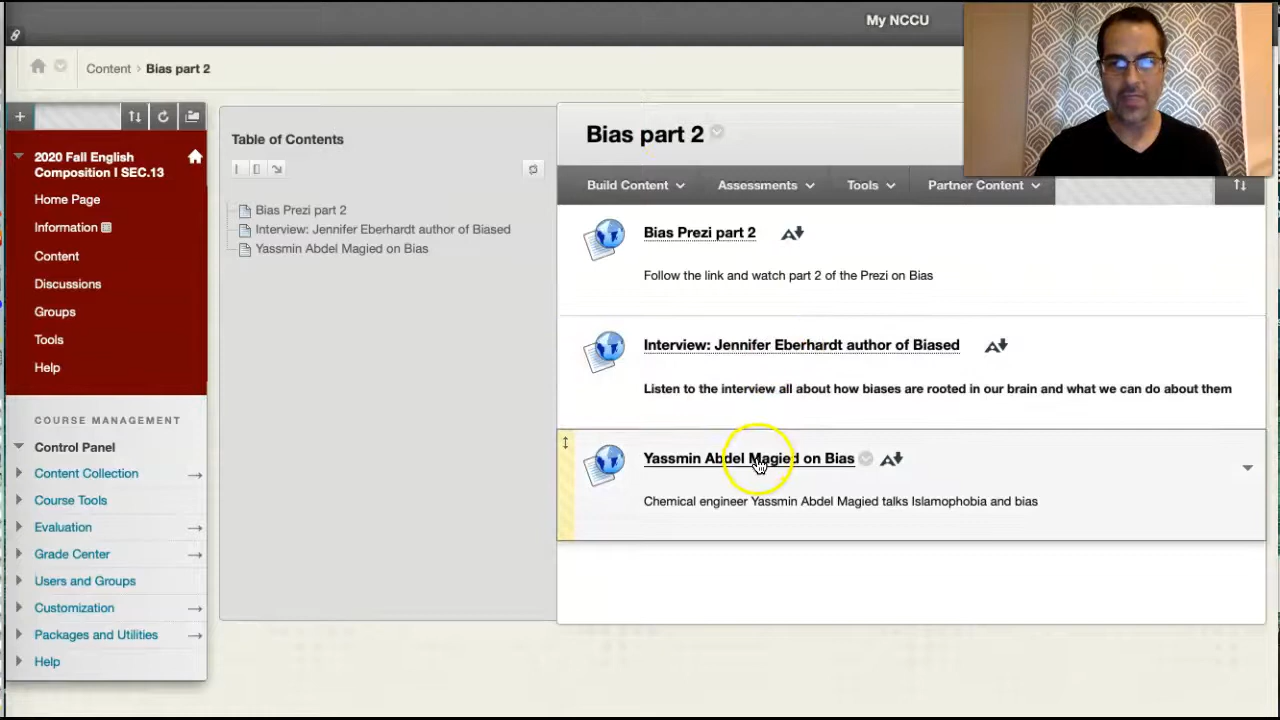 My NCCU
Content › Bias part 2
2020 Fall English
Composition I SEC.13
Home Page
Information
Content
Discussions
Groups
Tools
Help
COURSE MANAGEMENT
Control Panel
Content Collection
Course Tools
Evaluation
Grade Center
Users and Groups
Customization
Packages and Utilities
Help
Table of Contents
Bias Prezi part 2
Interview: Jennifer Eberhardt author of Biased
Yassmin Abdel Magied on Bias
Bias part 2
Build Content Assessments Tools Partner Content
Bias Prezi part 2
Follow the link and watch part 2 of the Prezi on Bias
Interview: Jennifer Eberhardt author of Biased
Listen to the interview all about how biases are rooted in our brain and what we can do about them
Yassmin Abdel Magied on Bias
Chemical engineer Yassmin Abdel Magied talks Islamophobia and bias